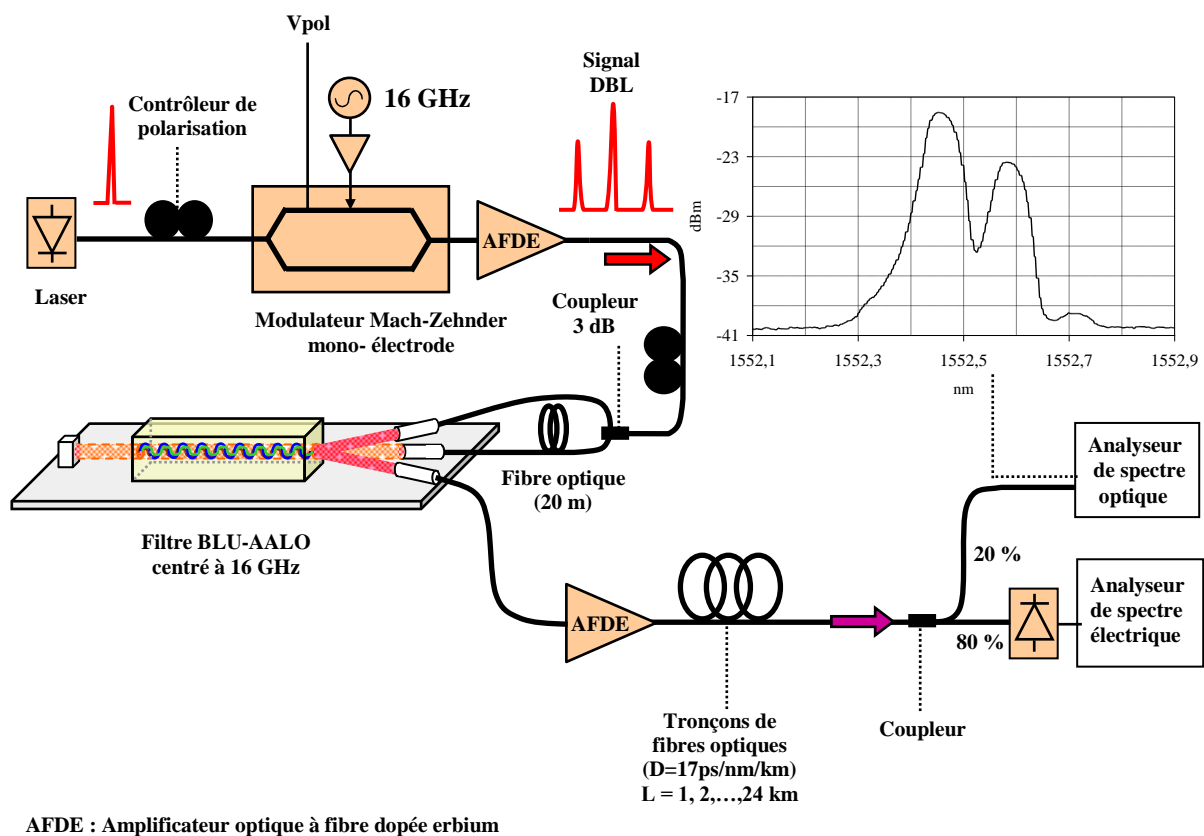 Vpol
Contrôleur de
polarisation
16 GHz
Signal
DBL
Laser
AFDE
Modulateur Mach-Zehnder
mono- électrode
Coupleur
3 dB
-17
-23
-29
-35
-41
dBm
1552,1
1552,3
1552,5
1552,7
1552,9
nm
Fibre optique
(20 m)
Filtre BLU-AALO
centré à 16 GHz
Analyseur
de spectre
optique
20 %
AFDE
80 %
Analyseur
de spectre
électrique
Coupleur
Tronçons de
fibres optiques
(D=17ps/nm/km)
L = 1, 2,…,24 km
AFDE : Amplificateur optique à fibre dopée erbium